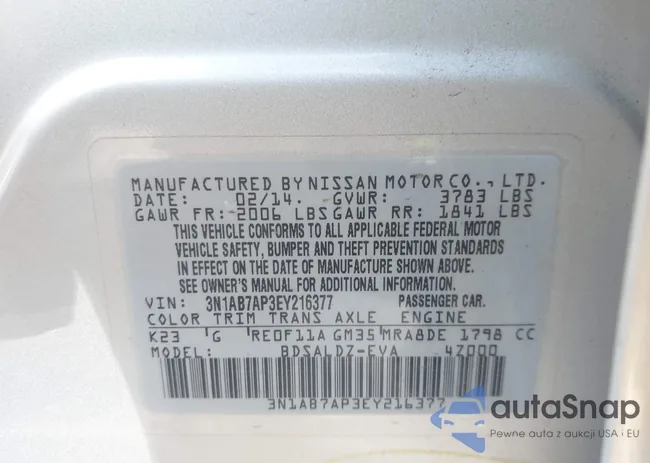 MANUFACTURED BY NISSAN MOTOR CO., LTD.
DATE: 02/14. GVWR: 3783 LBS
GAWR FR: 2006 LBS GAWR RR: 1841 LBS
THIS VEHICLE CONFORMS TO ALL APPLICABLE FEDERAL MOTOR
VEHICLE SAFETY, BUMPER AND THEFT PREVENTION STANDARDS
IN EFFECT ON THE DATE OF MANUFACTURE SHOWN ABOVE.
SEE OWNER'S MANUAL FOR ADDITIONAL INFORMATION.
VIN: 3N1AB7AP3EY216377 PASSENGER CAR.
COLOR TRIM TRANS AXLE ENGINE
K23 G RE0F11A GM35 MRA8DE 1798 CC
MODEL: BDSALDZ-EVA 4Z000
3N1AB7AP3EY216377
autaSnap
Pewne auta z aukcji USA i EU